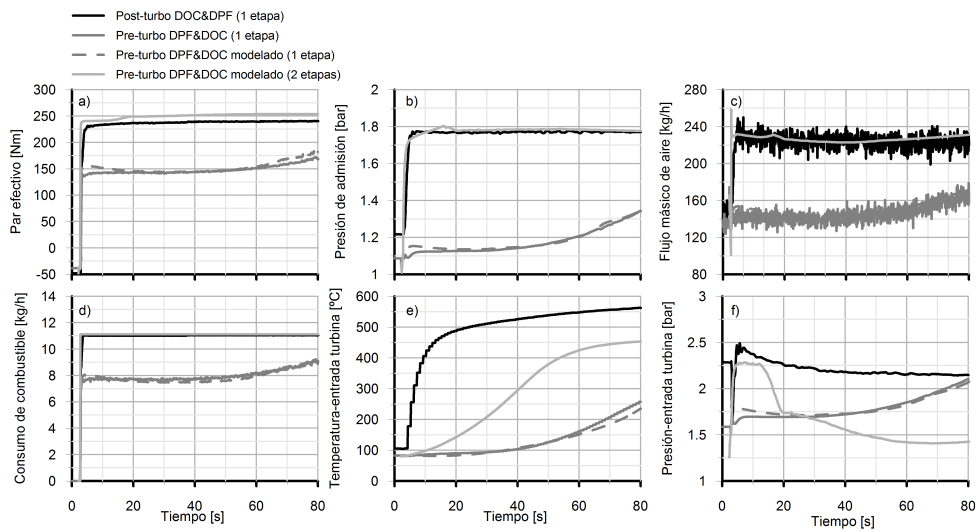 Post-turbo DOC&DPF (1 etapa)
Pre-turbo DPF&DOC (1 etapa)
Pre-turbo DPF&DOC modelado (1 etapa)
Pre-turbo DPF&DOC modelado (2 etapas)
a)
Par efectivo [Nm]
300
250
200
150
100
50
0
-50
b)
Presión de admisión [bar]
2
1.8
1.6
1.4
1.2
1
c)
Flujo másico de aire [kg/h]
280
240
200
160
120
80
d)
Consumo de combustible [kg/h]
14
12
10
8
6
4
2
0
0 20 40 60 80
Tiempo [s]
e)
Temperatura-entrada turbina [ºC]
600
500
400
300
200
100
0
0 20 40 60 80
Tiempo [s]
f)
Presión-entrada turbina [bar]
3
2.5
2
1.5
1
0 20 40 60 80
Tiempo [s]